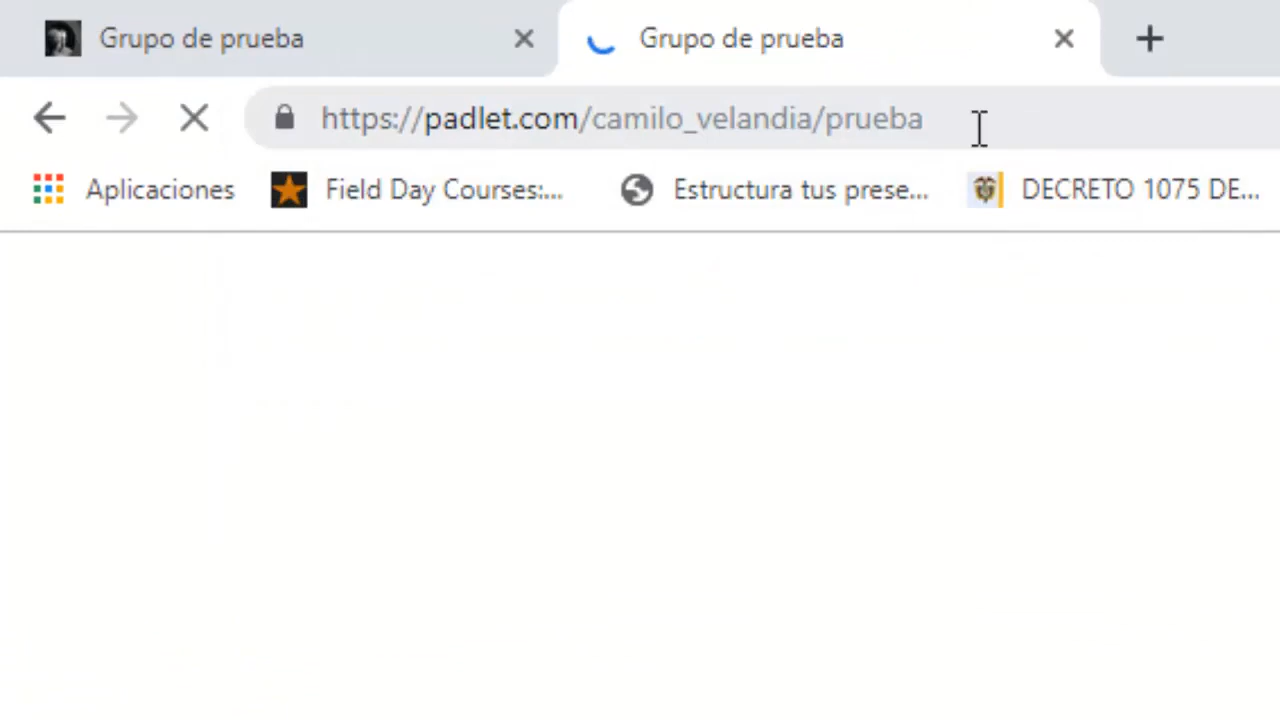 Grupo de prueba
Grupo de prueba
https://padlet.com/camilo_velandia/prueba
Aplicaciones Field Day Courses:... Estructura tus prese... DECRETO 1075 DE...